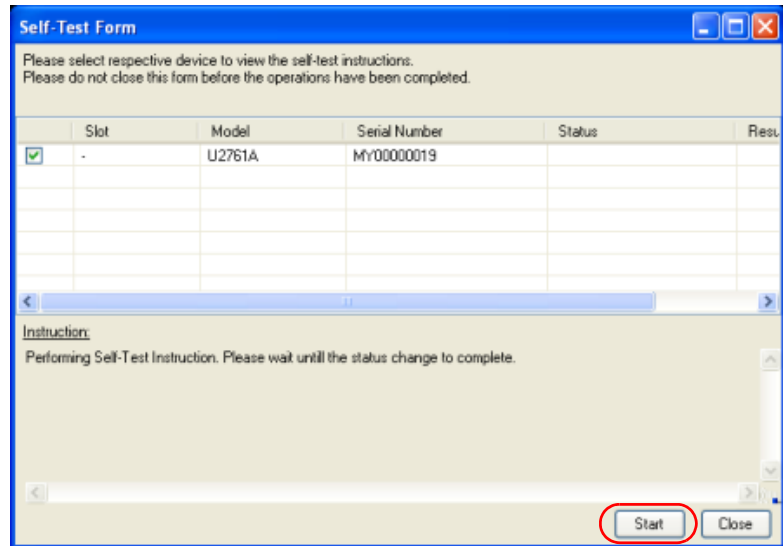 Self-Test Form
Please select respective device to view the self-test instructions.
Please do not close this form before the operations have been completed.
Slot Model Serial Number Status Resu
- U2761A MY00000019
Instruction:
Performing Self-Test Instruction. Please wait untill the status change to complete.
Start Close